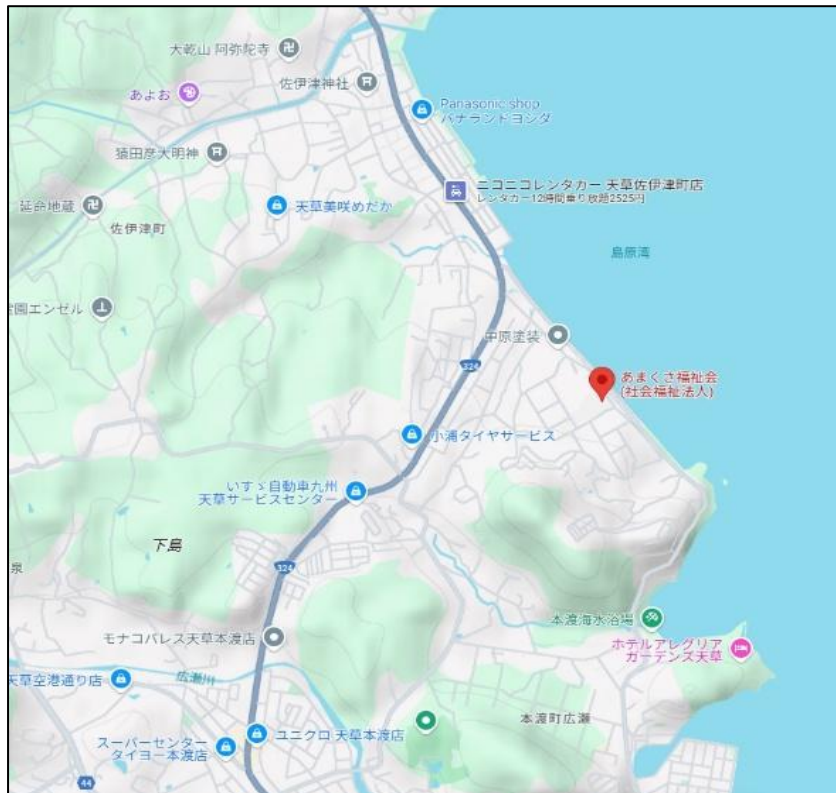 大乾山 阿弥陀寺
佐伊津神社
あよお
Panasonic shop
パナランドヨシダ
猿田彦大明神
ニコニコレンタカー 天草佐伊津町店
レンタカー12時間乗り放題2525円
延命地蔵
天草美咲めだか
佐伊津町
島原湾
園エンゼル
中原塗装
324
あまくさ福祉会
(社会福祉法人)
小浦タイヤサービス
いすゞ自動車九州
天草サービスセンター
下島
泉
324
本渡海水浴場
モナコパレス天草本渡店
ホテルアレグリア
ガーデンズ天草
天草空港通り店
広瀬川
本渡町広瀬
ユニクロ 天草本渡店
スーパーセンター
タイヨー本渡店
44